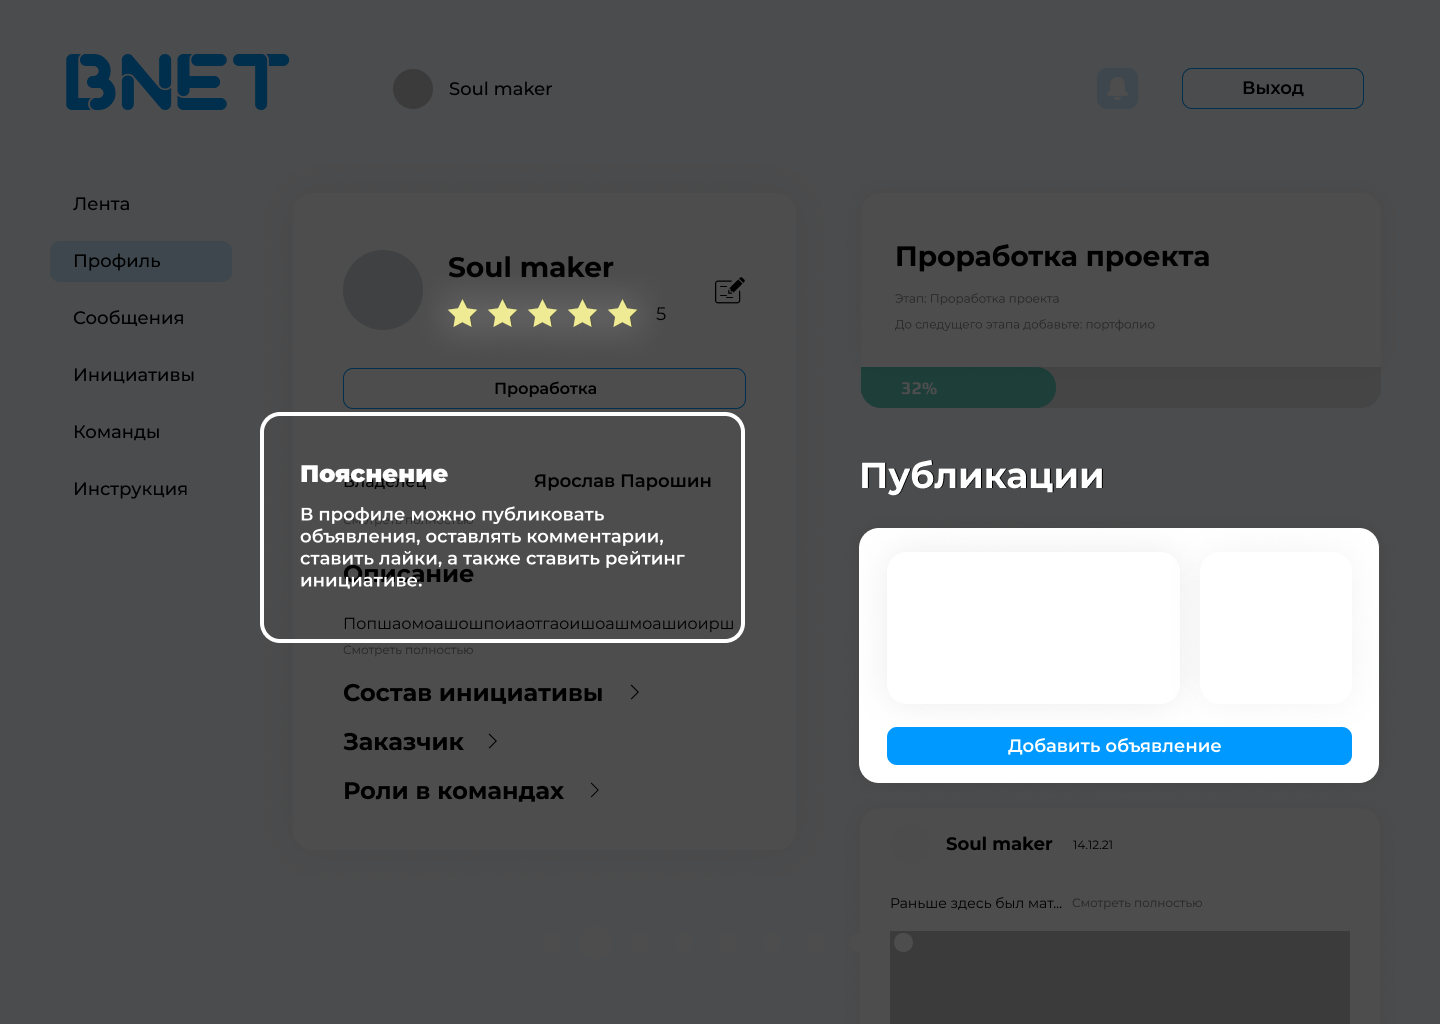 BNET
Soul maker
Выход
Лента
Профиль
Сообщения
Инициативы
Команды
Инструкция
Soul maker
5
Проработка
Пояснение
Владелец
Ярослав Парошин
Смотреть полностью
В профиле можно публиковать
объявления, оставлять комментарии,
ставить лайки, а также ставить рейтинг
инициативе.
Описание
Попшаомоашошпоиаотгаоишоашмоашиоирш
Смотреть полностью
Состав инициативы
Заказчик
Роли в командах
Проработка проекта
Этап: Проработка проекта
До следущего этапа добавьте: портфолио
32%
Публикации
Добавить объявление
Soul maker 14.12.21
Раньше здесь был мат... Смотреть полностью